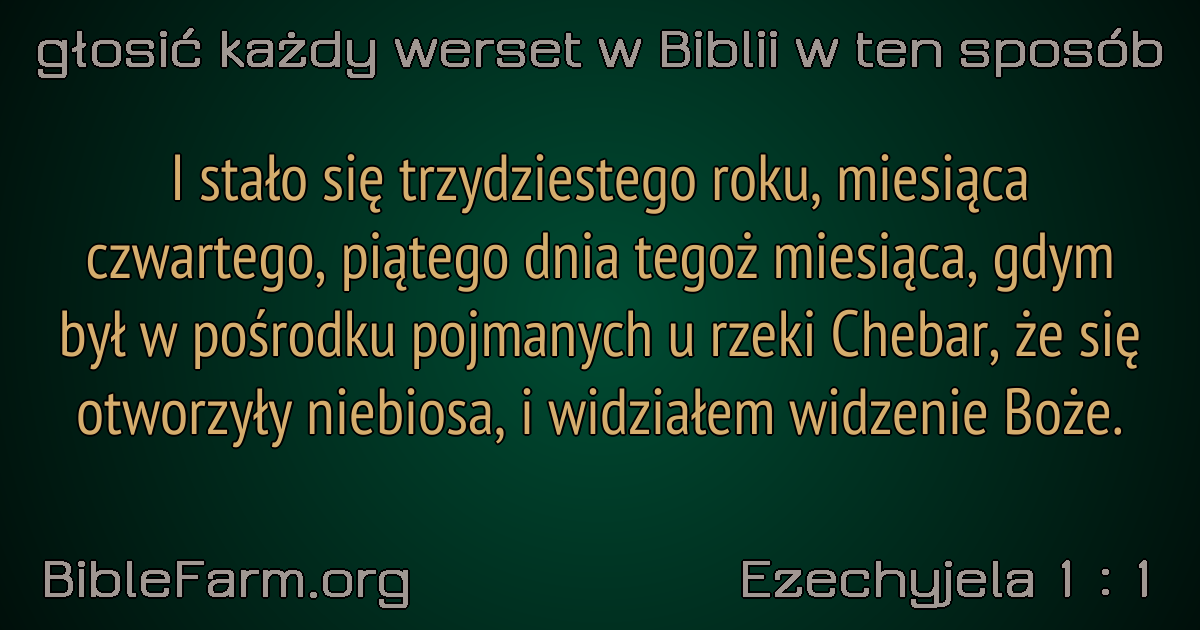 głosić każdy werset w Biblii w ten sposób
I stało się trzydziestego roku, miesiąca
czwartego, piątego dnia tegoż miesiąca, gdym
był w pośrodku pojmanych u rzeki Chebar, że się
otworzyły niebiosa, i widziałem widzenie Boże.
BibleFarm.org
Ezechyjela 1 : 1